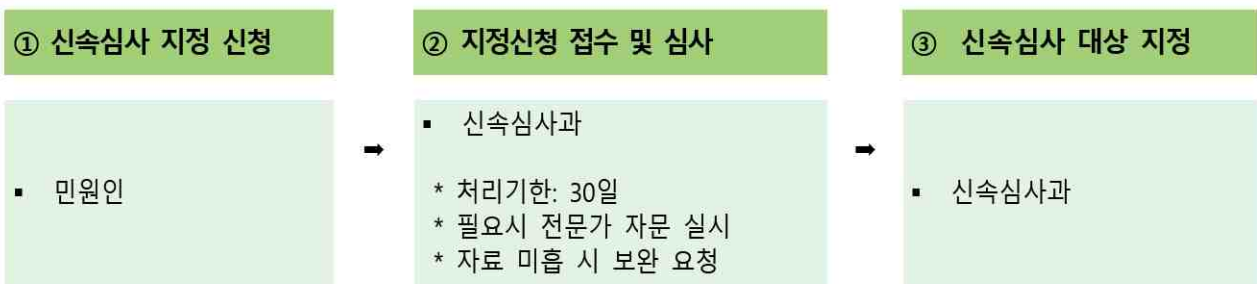 ① 신속심사 지정 신청
▪ 민원인
➡
② 지정신청 접수 및 심사
▪ 신속심사과
* 처리기한: 30일
* 필요시 전문가 자문 실시
* 자료 미흡 시 보완 요청
➡
③ 신속심사 대상 지정
▪ 신속심사과